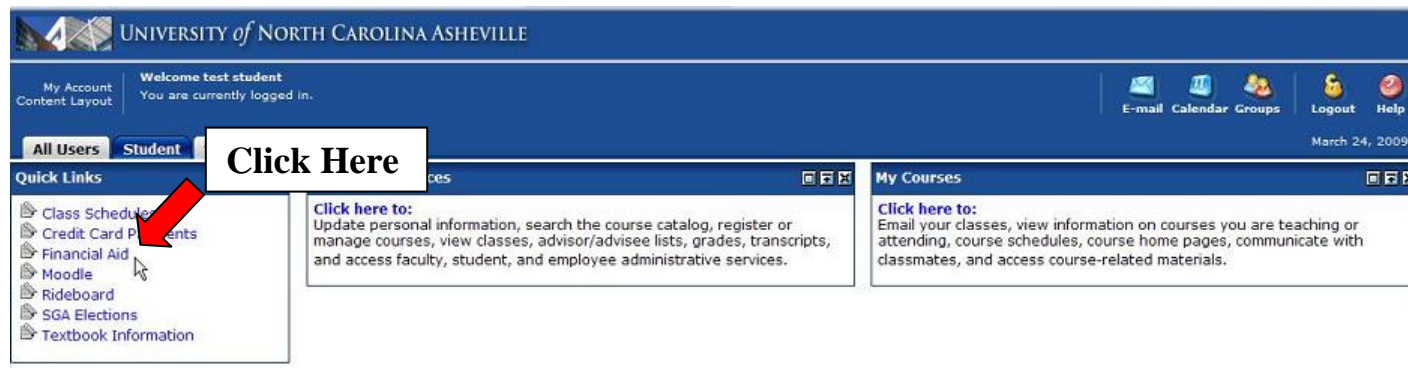 UNIVERSITY of NORTH CAROLINA ASHEVILLE
My Account
Content Layout
Welcome test student
You are currently logged in.
E-mail Calendar Groups Logout Help
March 24, 2009
All Users Student
Click Here
Quick Links
Class Schedules
Credit Card Payments
Financial Aid
Moodle
Rideboard
SGA Elections
Textbook Information
Click here to:
Update personal information, search the course catalog, register or
manage courses, view classes, advisor/advisee lists, grades, transcripts,
and access faculty, student, and employee administrative services.
My Courses
Click here to:
Email your classes, view information on courses you are teaching or
attending, course schedules, course home pages, communicate with
classmates, and access course-related materials.